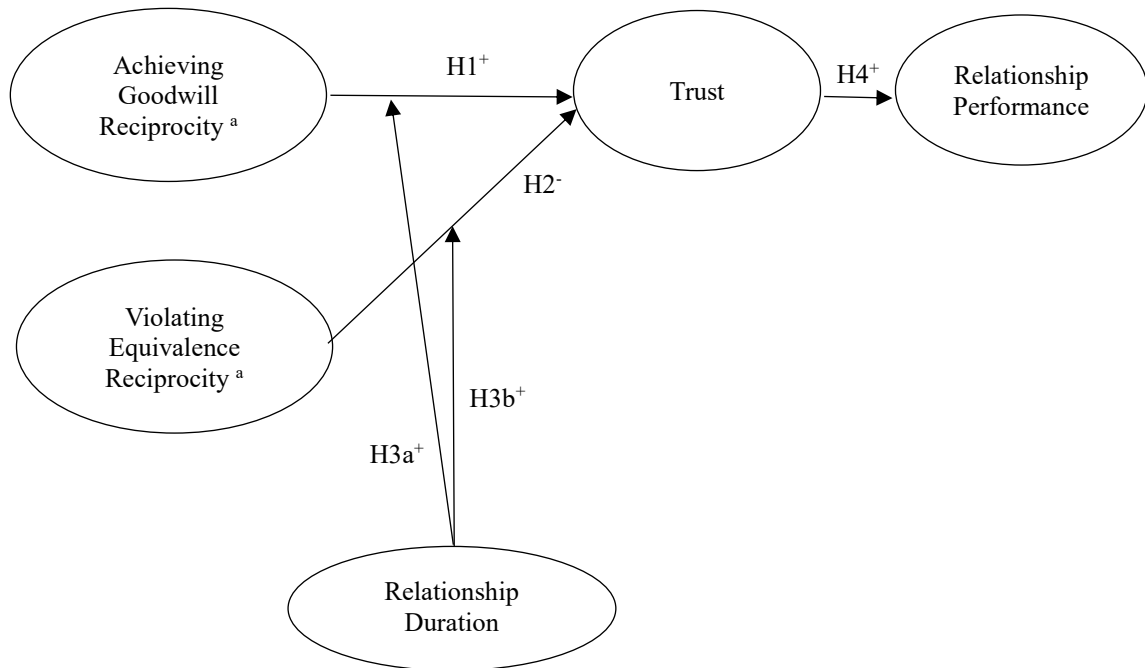 Achieving
Goodwill
Reciprocity ᵃ
H1⁺
Trust
H4⁺
Relationship
Performance
H2⁻
Violating
Equivalence
Reciprocity ᵃ
H3b⁺
H3a⁺
Relationship
Duration